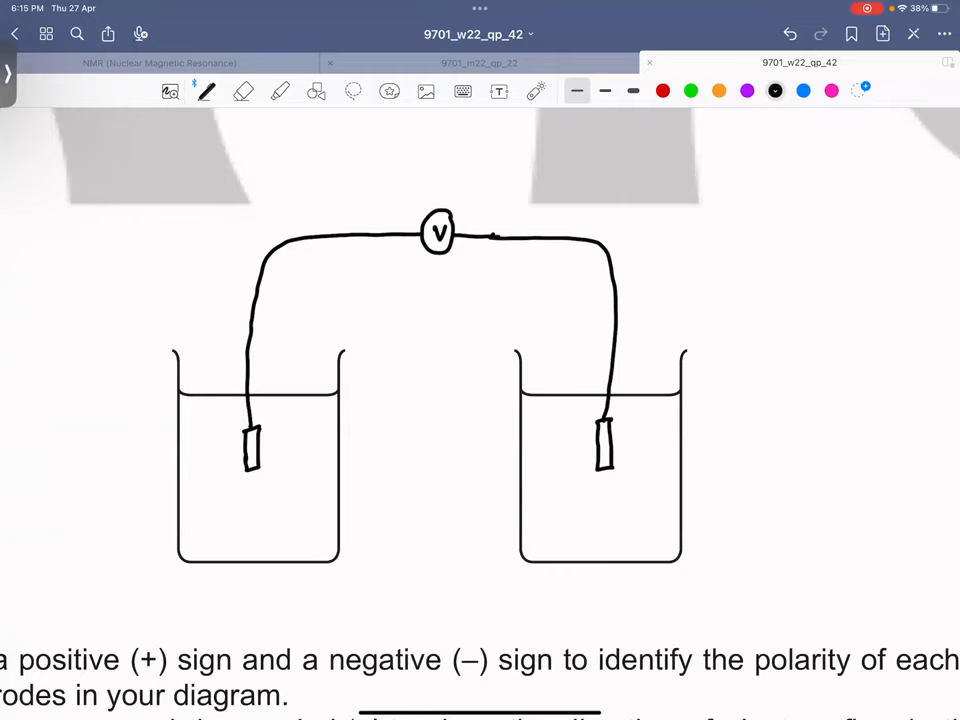 6:15 PM Thu 27 Apr
38%
9701_w22_qp_42
NMR (Nuclear Magnetic Resonance)
9701_m22_qp_22
9701_w22_qp_42
T
V
a positive (+) sign and a negative (–) sign to identify the polarity of each
rodes in your diagram.